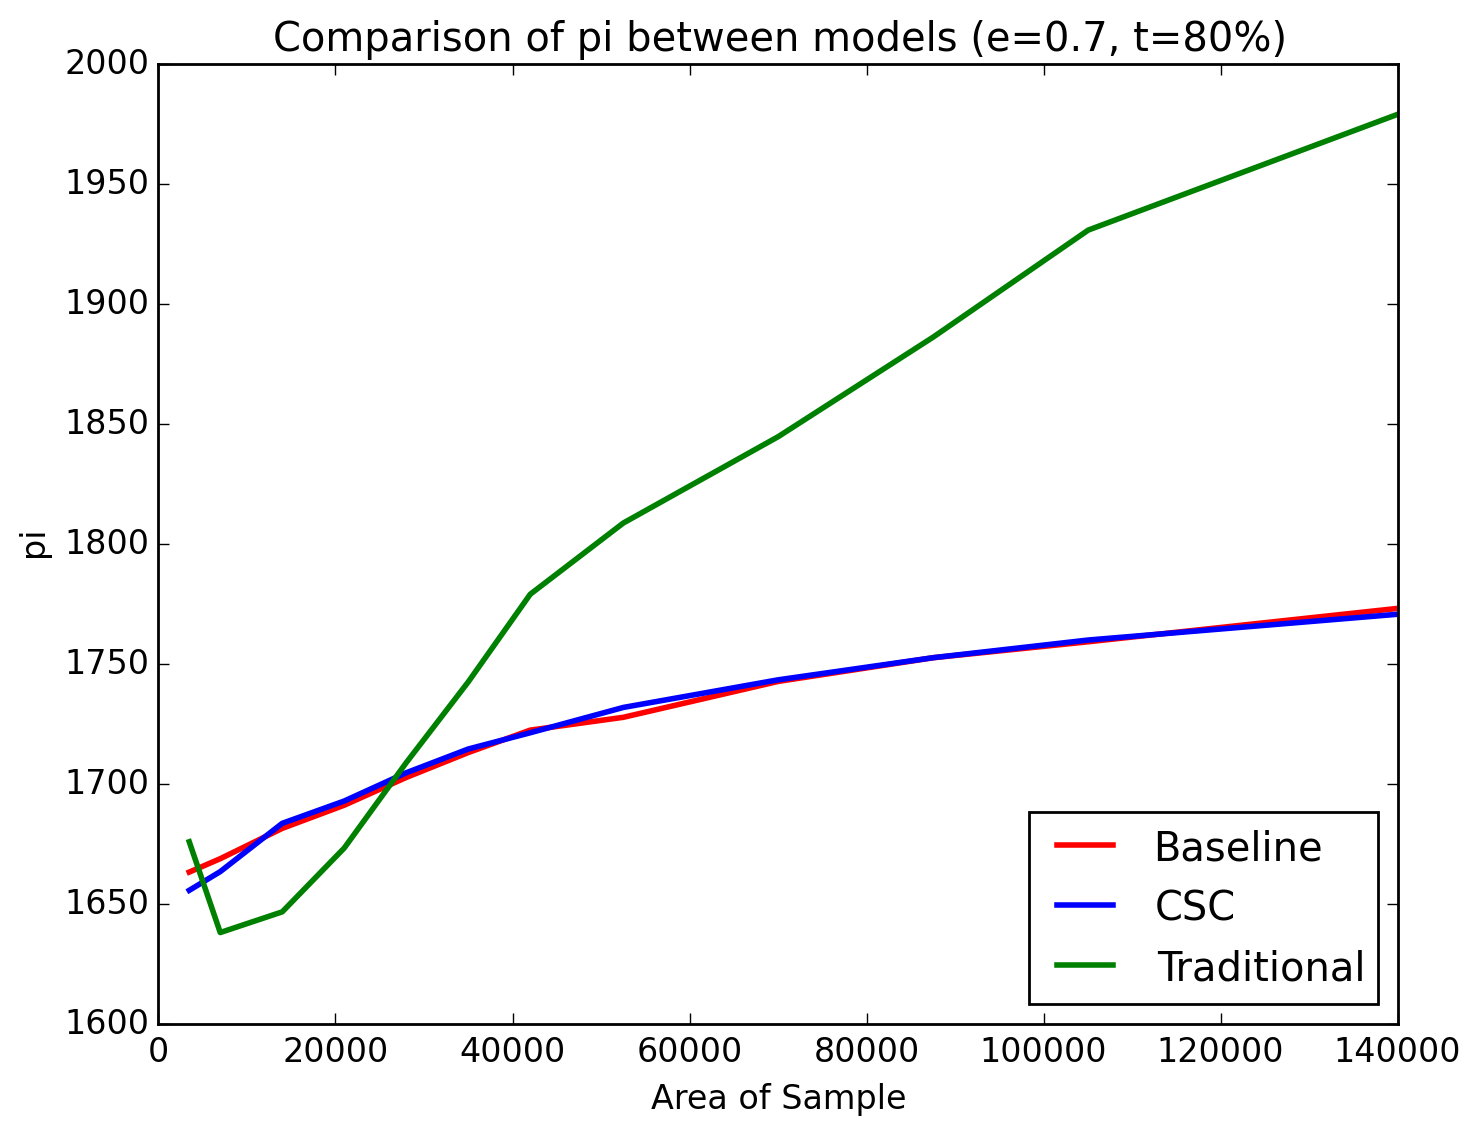 Comparison of pi between models (e=0.7, t=80%)
2000
1950
1900
1850
1800
1750
1700
1650
1600
pi
0 20000 40000 60000 80000 100000 120000 140000
Area of Sample
Baseline
CSC
Traditional